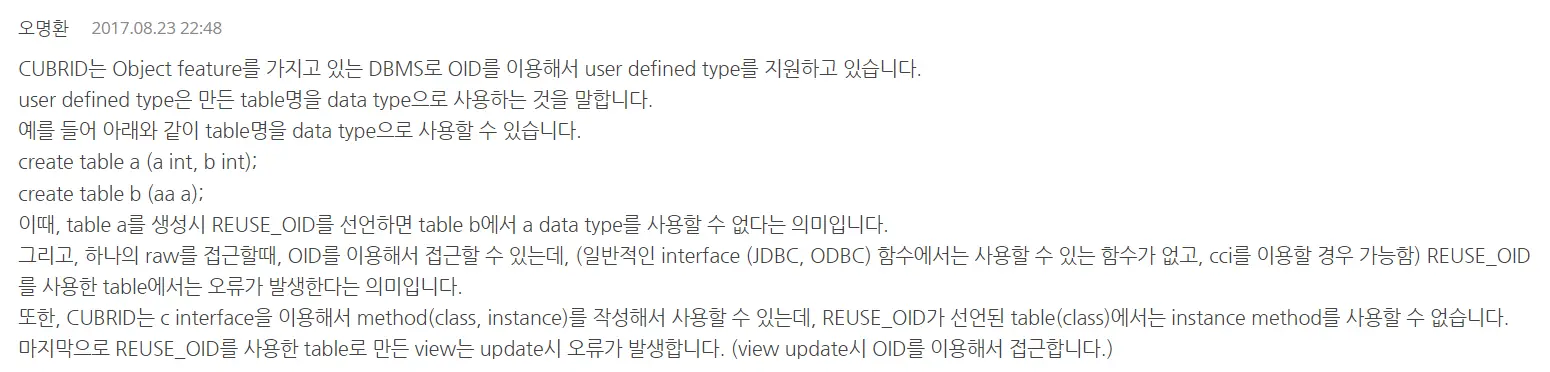 오명환 2017.08.23 22:48
CUBRID는 Object feature를 가지고 있는 DBMS로 OID를 이용해서 user defined type를 지원하고 있습니다.
user defined type은 만든 table명을 data type으로 사용하는 것을 말합니다.
예를 들어 아래와 같이 table명을 data type으로 사용할 수 있습니다.
create table a (a int, b int);
create table b (aa a);
이때, table a를 생성시 REUSE_OID를 선언하면 table b에서 a data type를 사용할 수 없다는 의미입니다.
그리고, 하나의 raw를 접근할때, OID를 이용해서 접근할 수 있는데, (일반적인 interface (JDBC, ODBC) 함수에서는 사용할 수 있는 함수가 없고, cci를 이용할 경우 가능함) REUSE_OID
를 사용한 table에서는 오류가 발생한다는 의미입니다.
또한, CUBRID는 c interface을 이용해서 method(class, instance)를 작성해서 사용할 수 있는데, REUSE_OID가 선언된 table(class)에서는 instance method를 사용할 수 없습니다.
마지막으로 REUSE_OID를 사용한 table로 만든 view는 update시 오류가 발생합니다. (view update시 OID를 이용해서 접근합니다.)